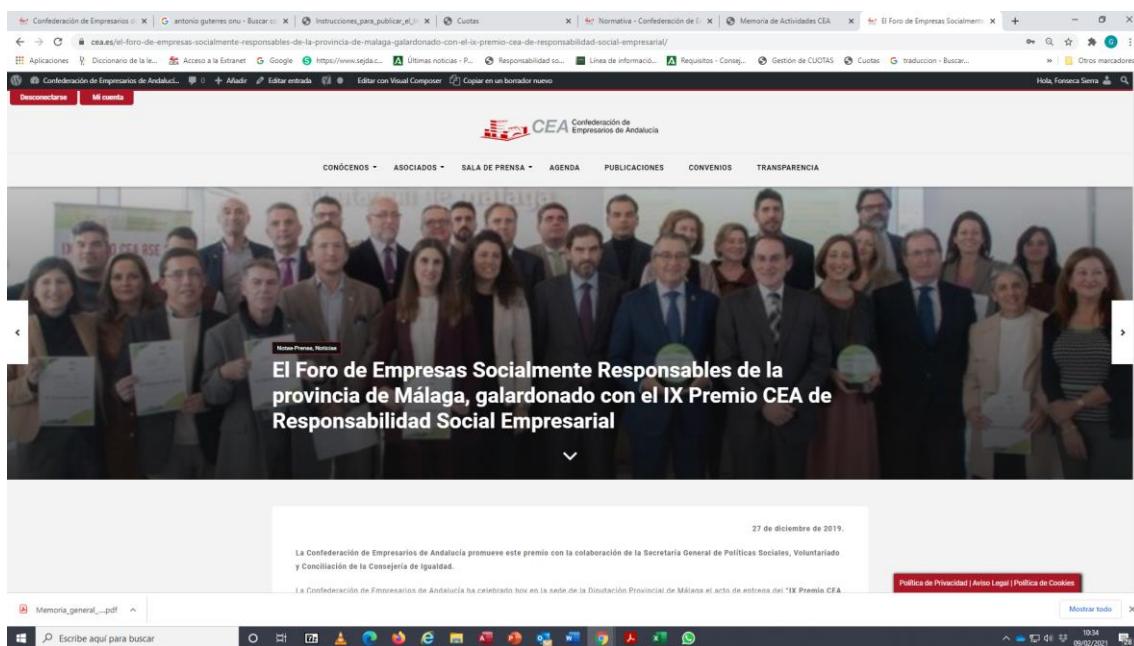 Confederación de Empresarios d
antonio guterres onu - Buscar co
Instrucciones_para_publicar_el_lo
Cuotas
Normativa - Confederación de E
Memoria de Actividades CEA
El Foro de Empresas Socialmente
cea.es/el-foro-de-empresas-socialmente-responsables-de-la-provincia-de-malaga-galardonado-con-el-ix-premio-cea-de-responsabilidad-social-empresarial/
Aplicaciones
Diccionario de la le...
Acceso a la Extranet
Google
https://www.sejda.c...
Últimas noticias - P...
Responsabilidad so...
Línea de informació...
Requisitos - Consej...
Gestión de CUOTAS
Cuotas
traduccion - Buscar...
Otros marcadores
Confederación de Empresarios de Andalucí...
0
Añadir
Editar entrada
Editar con Visual Composer
Copiar en un borrador nuevo
Hola, Fonseca Sierra
Desconectarse
Mi cuenta
CEA Confederación de
Empresarios de Andalucía
CONÓCENOS
ASOCIADOS
SALA DE PRENSA
AGENDA
PUBLICACIONES
CONVENIOS
TRANSPARENCIA
Notas-Prensa, Noticias
El Foro de Empresas Socialmente Responsables de la
provincia de Málaga, galardonado con el IX Premio CEA de
Responsabilidad Social Empresarial
27 de diciembre de 2019.
La Confederación de Empresarios de Andalucía promueve este premio con la colaboración de la Secretaría General de Políticas Sociales, Voluntariado
y Conciliación de la Consejería de Igualdad.
La Confederación de Empresarios de Andalucía ha celebrado hoy en la sede de la Diputación Provincial de Málaga el acto de entrega del "IX Premio CEA
Política de Privacidad | Aviso Legal | Política de Cookies
Memoria_general_....pdf
Mostrar todo
Escribe aquí para buscar
10:34
09/02/2021